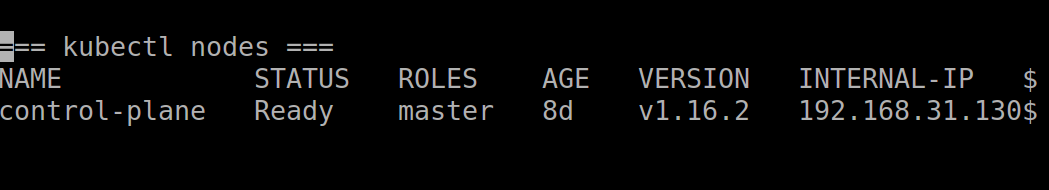 === kubectl nodes ===
NAME            STATUS   ROLES    AGE   VERSION   INTERNAL-IP   $
control-plane   Ready    master   8d    v1.16.2   192.168.31.130$